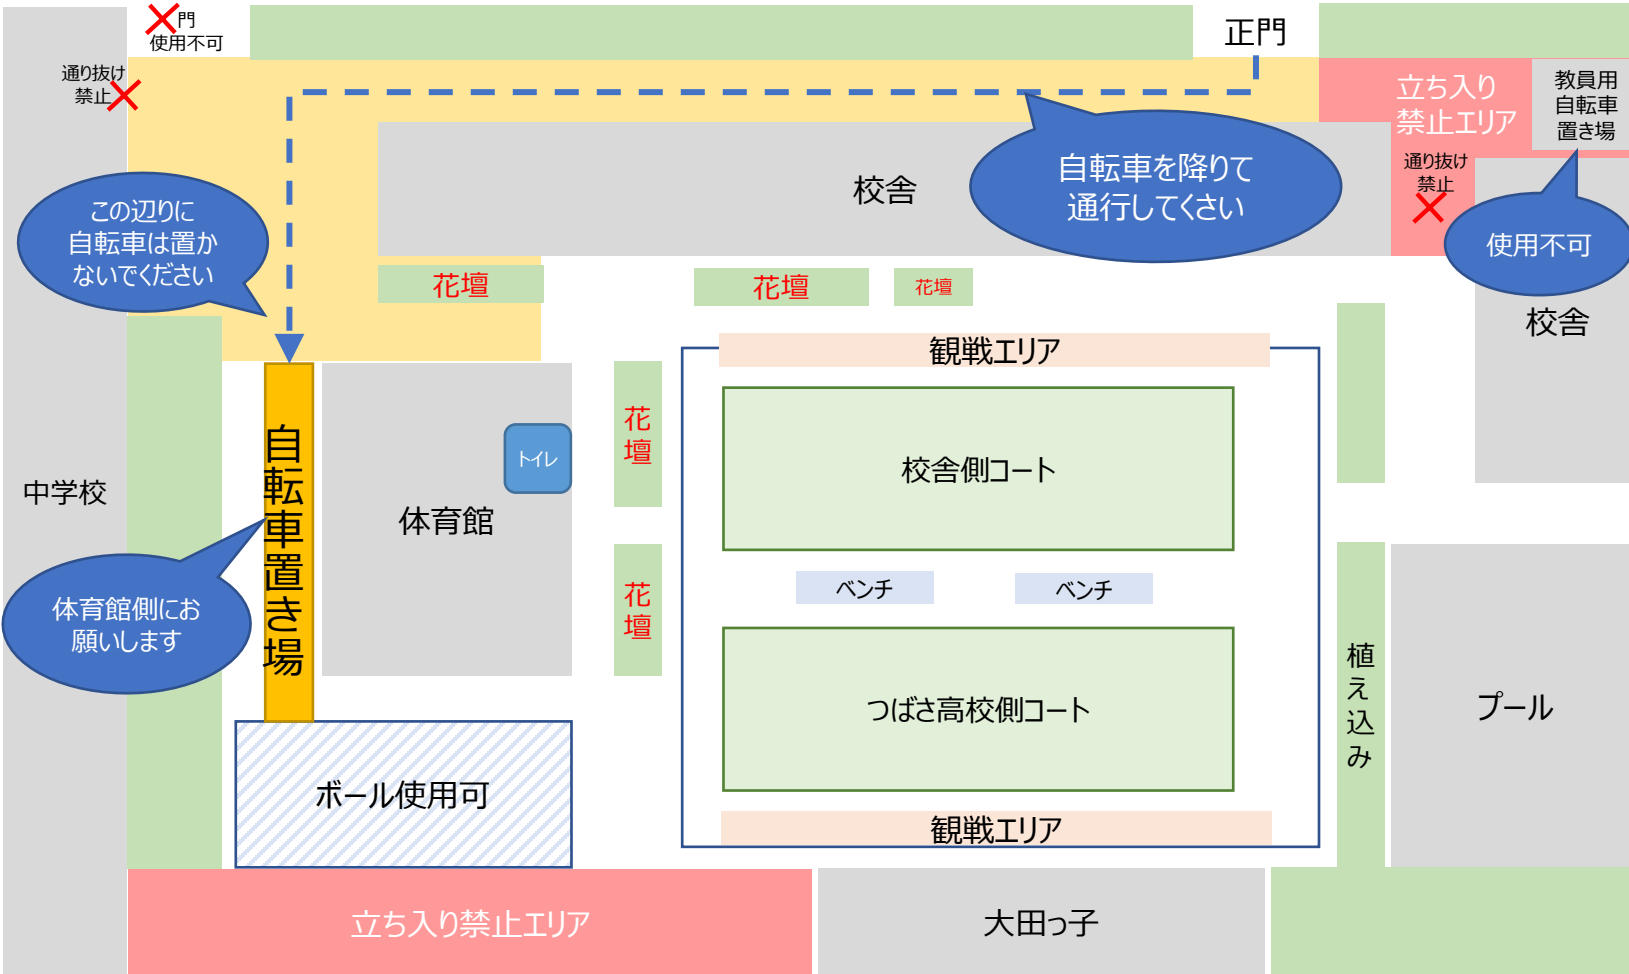 門
使用不可
正門
通り抜け
禁止
立ち入り
禁止エリア
教員用
自転車
置き場
自転車を降りて
通行してくさい
校舎
通り抜け
禁止
この辺りに
自転車は置か
ないでください
使用不可
花壇
花壇
花壇
校舎
観戦エリア
花壇
自転車置き場
トイレ
校舎側コート
中学校
体育館
ベンチ
ベンチ
体育館側にお
願いします
花壇
植え込み
つばさ高校側コート
プール
ボール使用可
観戦エリア
立ち入り禁止エリア
大田っ子